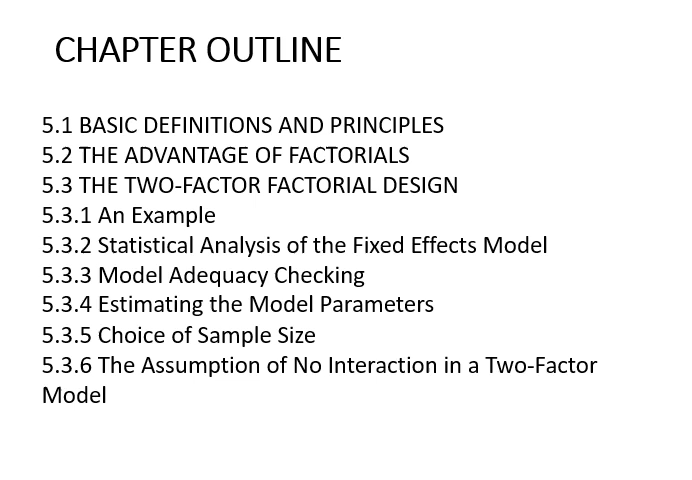 CHAPTER OUTLINE
5.1 BASIC DEFINITIONS AND PRINCIPLES
5.2 THE ADVANTAGE OF FACTORIALS
5.3 THE TWO-FACTOR FACTORIAL DESIGN
5.3.1 An Example
5.3.2 Statistical Analysis of the Fixed Effects Model
5.3.3 Model Adequacy Checking
5.3.4 Estimating the Model Parameters
5.3.5 Choice of Sample Size
5.3.6 The Assumption of No Interaction in a Two-Factor
Model